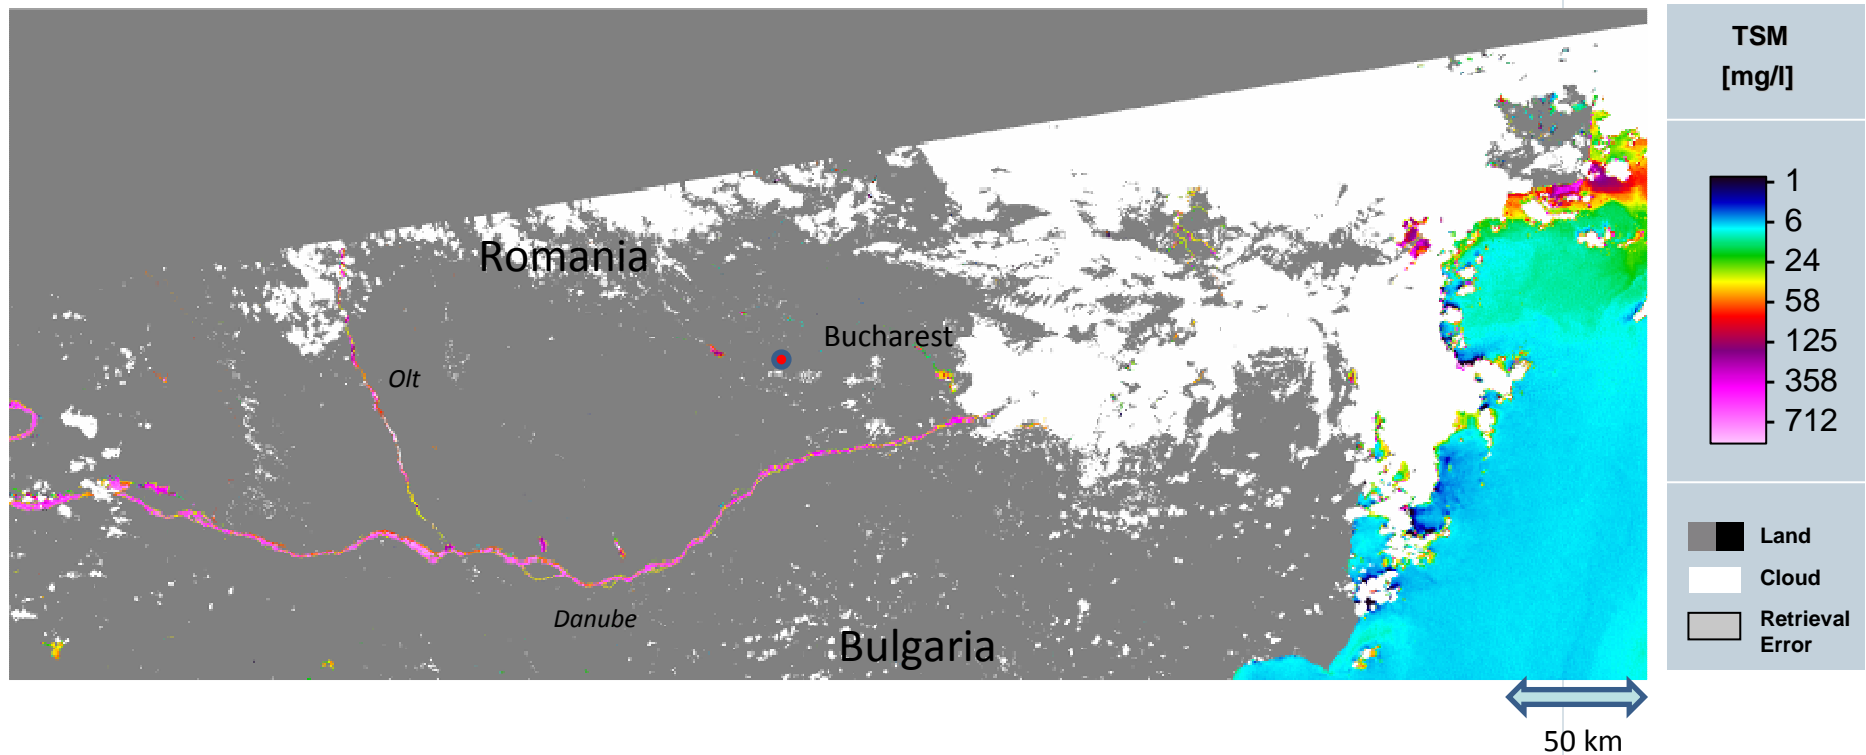 TSM
[mg/l]
1
6
24
58
125
358
712
Romania
Bucharest
Olt
Danube
Bulgaria
Land
Cloud
Retrieval
Error
50 km